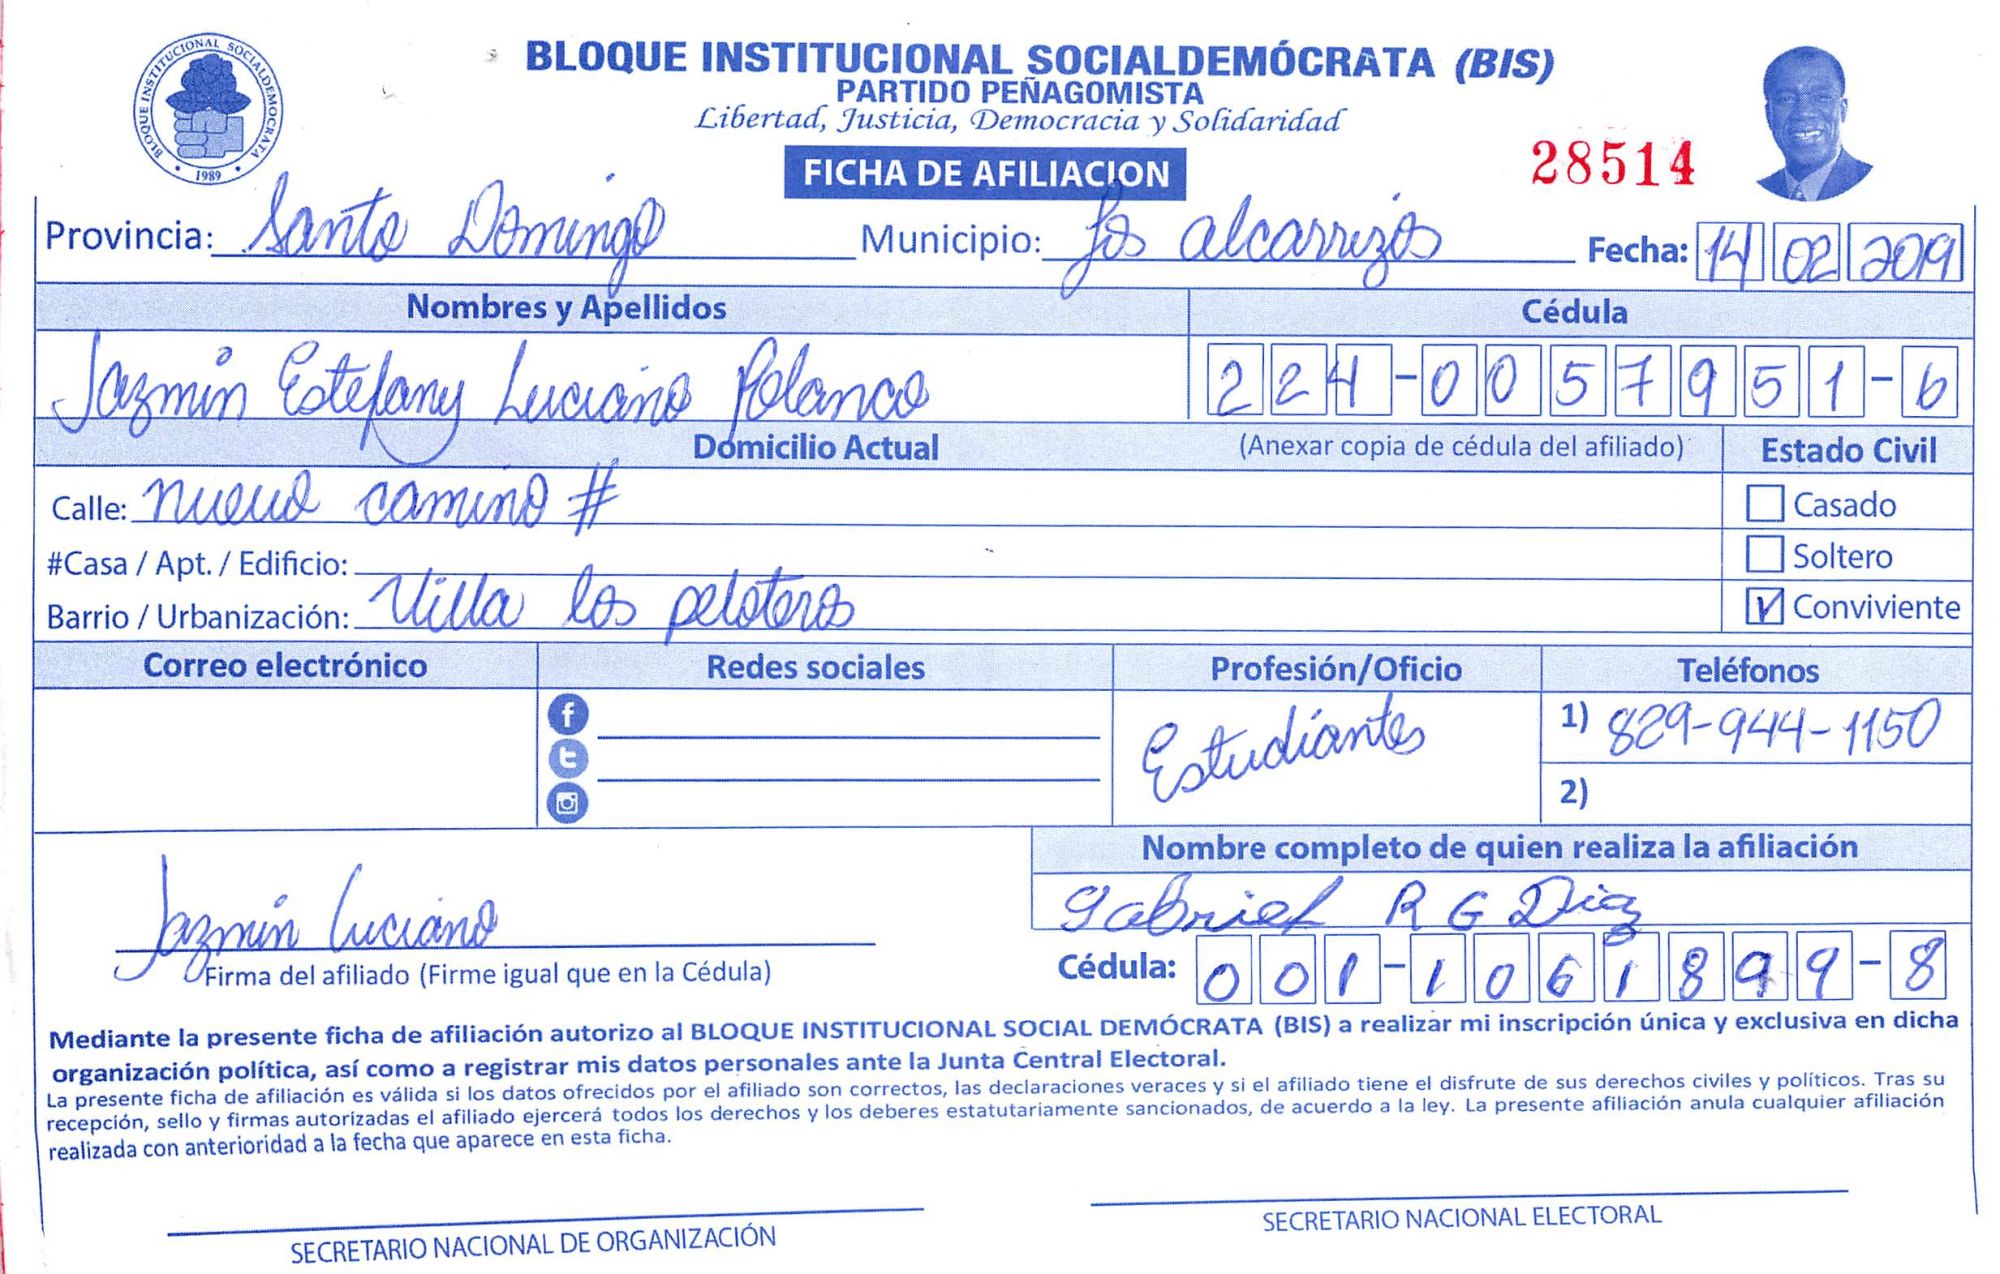 BLOQUE INSTITUCIONAL SOCIALDEMOCRATA
1989
BLOQUE INSTITUCIONAL SOCIALDEMÓCRATA (BIS)
PARTIDO PEÑAGOMISTA
Libertad, Justicia, Democracia y Solidaridad
FICHA DE AFILIACION
28514
Provincia: Santo Domingo Municipio: Los alcarrizos Fecha: 14 02 2019
Nombres y Apellidos Cédula
Jazmin Estefany Luciano Polanco 224-0057951-6
Domicilio Actual (Anexar copia de cédula del afiliado) Estado Civil
Calle: nuevo camino # Casado
#Casa / Apt. / Edificio: Soltero
Barrio / Urbanización: Villa los peloteros Conviviente
Correo electrónico Redes sociales Profesión/Oficio Teléfonos
Estudiantes 1) 829-944-1150
2)
Nombre completo de quien realiza la afiliación
Gabriel R G Diaz
Jazmin Luciano
Firma del afiliado (Firme igual que en la Cédula) Cédula: 001-1061899-8
Mediante la presente ficha de afiliación autorizo al BLOQUE INSTITUCIONAL SOCIAL DEMÓCRATA (BIS) a realizar mi inscripción única y exclusiva en dicha
organización política, así como a registrar mis datos personales ante la Junta Central Electoral.
La presente ficha de afiliación es válida si los datos ofrecidos por el afiliado son correctos, las declaraciones veraces y si el afiliado tiene el disfrute de sus derechos civiles y políticos. Tras su
recepción, sello y firmas autorizadas el afiliado ejercerá todos los derechos y los deberes estatutariamente sancionados, de acuerdo a la ley. La presente afiliación anula cualquier afiliación
realizada con anterioridad a la fecha que aparece en esta ficha.
SECRETARIO NACIONAL DE ORGANIZACIÓN SECRETARIO NACIONAL ELECTORAL